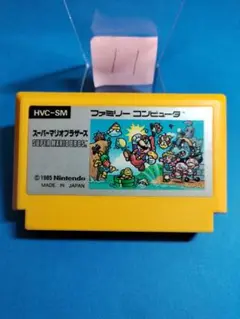 11
HVC-SM
ファミリー コンピュータ
スーパーマリオブラザーズ
SUPER MARIO BROS.
© 1985 Nintendo
MADE IN JAPAN